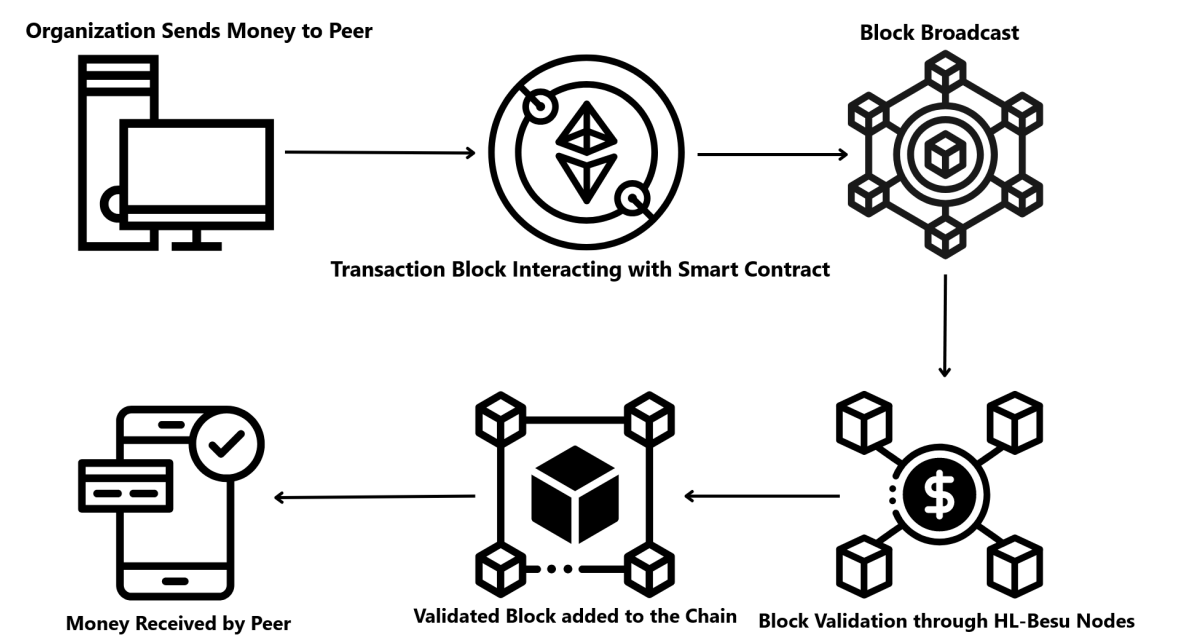 Organization Sends Money to Peer
Block Broadcast
Transaction Block Interacting with Smart Contract
Money Received by Peer
Validated Block added to the Chain
Block Validation through HL-Besu Nodes